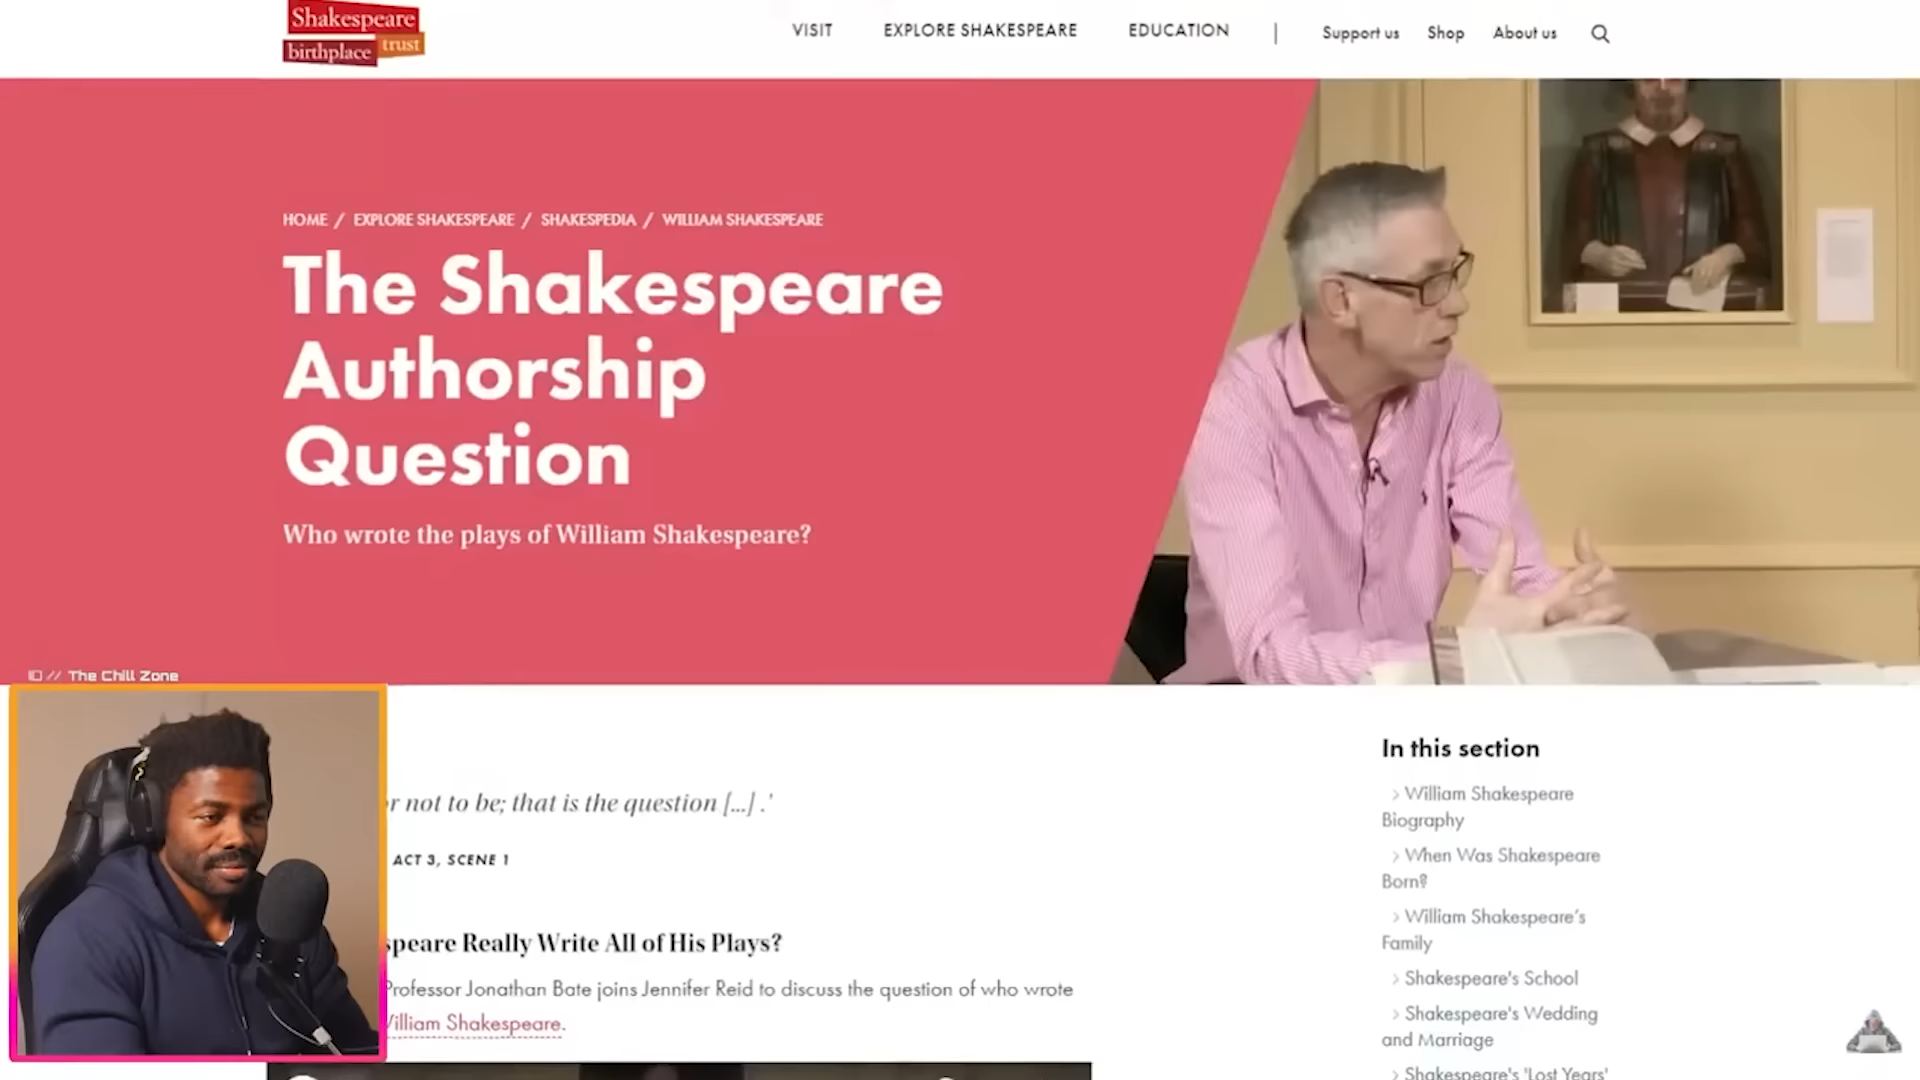 Shakespeare
birthplace trust
VISIT EXPLORE SHAKESPEARE EDUCATION | Support us Shop About us
HOME / EXPLORE SHAKESPEARE / SHAKESPEDIA / WILLIAM SHAKESPEARE
The Shakespeare
Authorship
Question
Who wrote the plays of William Shakespeare?
// The Chill Zone
r not to be; that is the question [...] .'
ACT 3, SCENE 1
speare Really Write All of His Plays?
Professor Jonathan Bate joins Jennifer Reid to discuss the question of who wrote
William Shakespeare.
In this section
> William Shakespeare
Biography
> When Was Shakespeare
Born?
> William Shakespeare's
Family
> Shakespeare's School
> Shakespeare's Wedding
and Marriage
> Shakespeare's 'Lost Years'